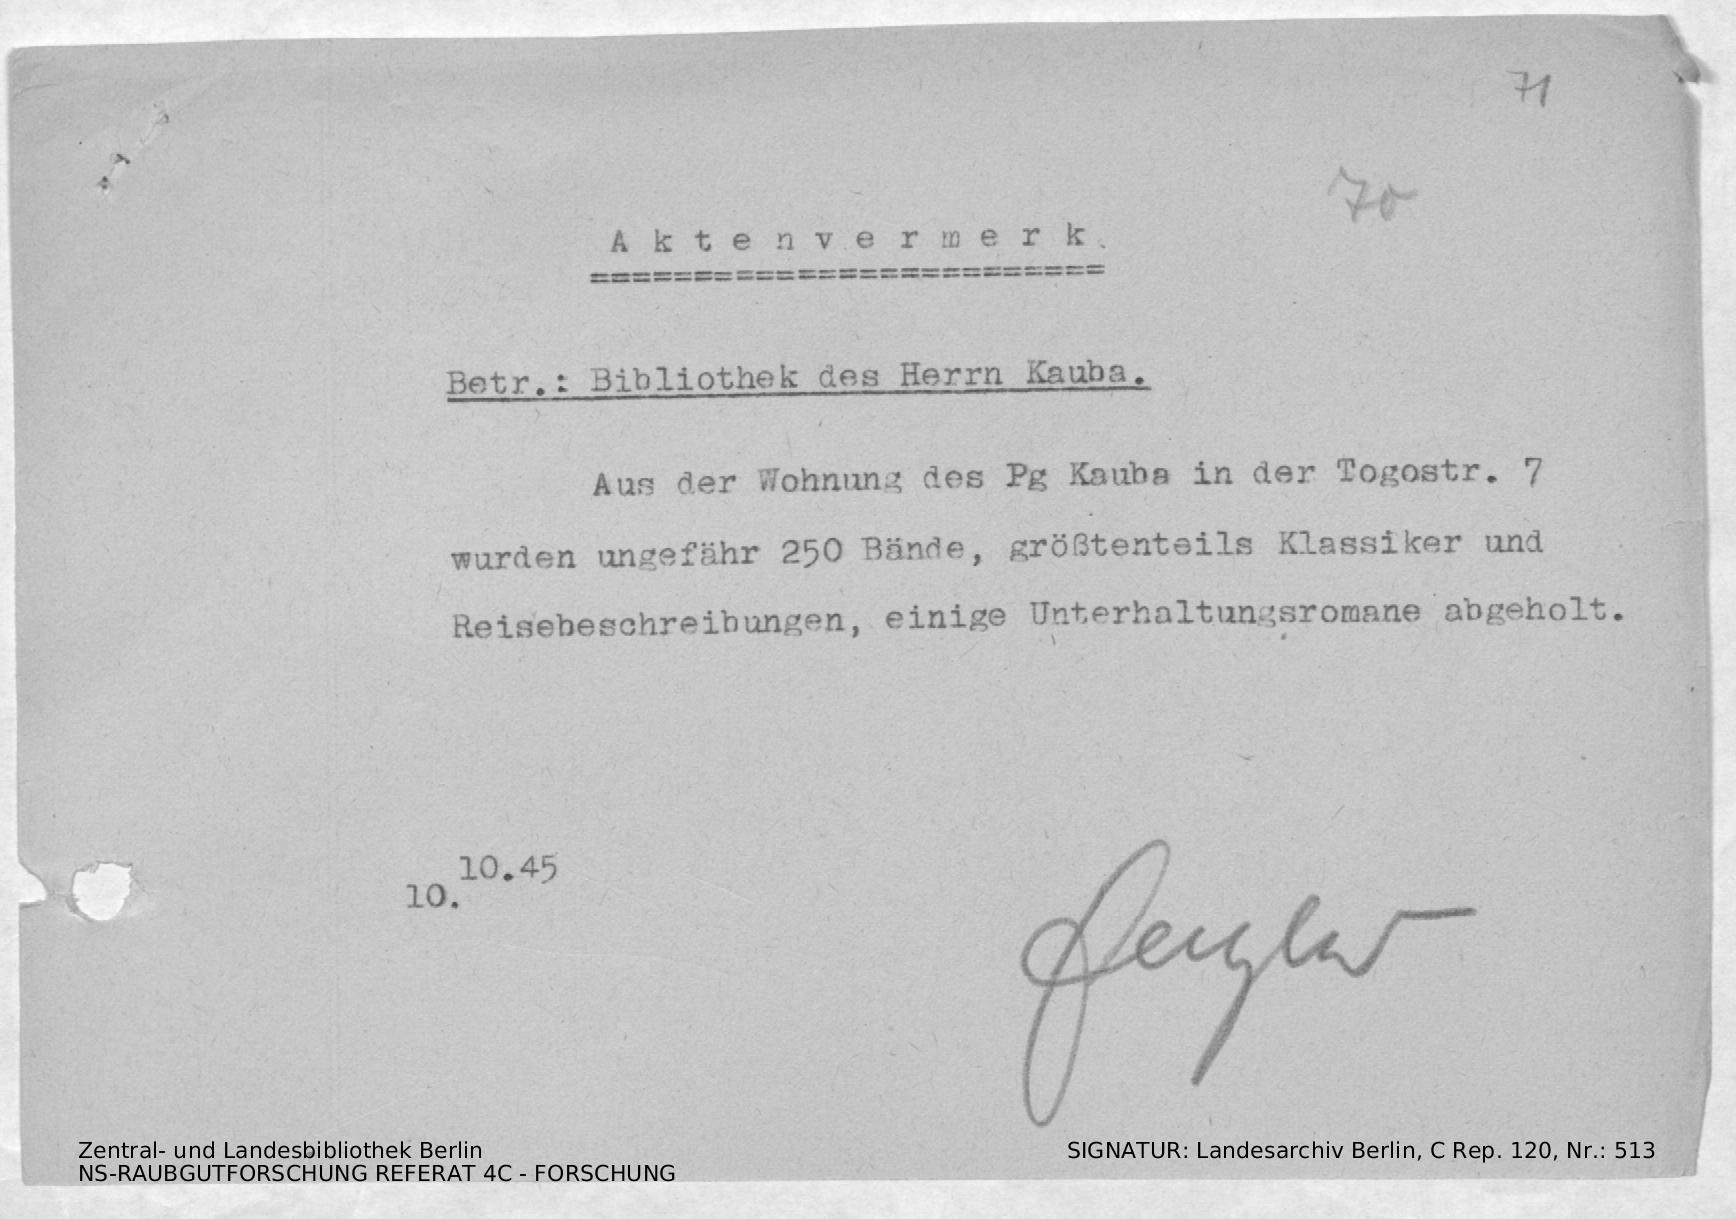 71
70
A k t e n v e r m e r k.
=========================
Betr.: Bibliothek des Herrn Kauba.
Aus der Wohnung des Pg Kauba in der Togostr. 7
wurden ungefähr 250 Bände, größtenteils Klassiker und
Reisebeschreibungen, einige Unterhaltungsromane abgeholt.
10.10.45
Zentral- und Landesbibliothek Berlin
NS-RAUBGUTFORSCHUNG REFERAT 4C - FORSCHUNG
SIGNATUR: Landesarchiv Berlin, C Rep. 120, Nr.: 513